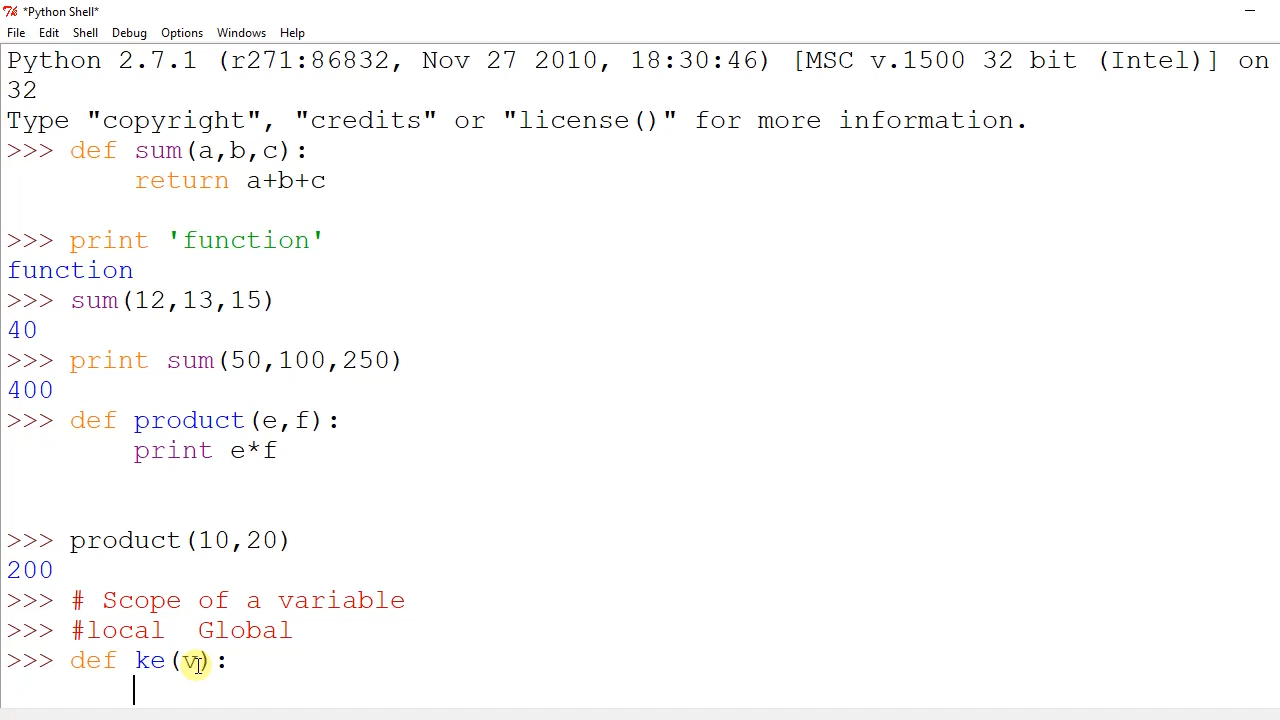 *Python Shell*
File Edit Shell Debug Options Windows Help
Python 2.7.1 (r271:86832, Nov 27 2010, 18:30:46) [MSC v.1500 32 bit (Intel)] on
32
Type "copyright", "credits" or "license()" for more information.
>>> def sum(a,b,c):
        return a+b+c
>>> print 'function'
function
>>> sum(12,13,15)
40
>>> print sum(50,100,250)
400
>>> def product(e,f):
        print e*f
>>> product(10,20)
200
>>> # Scope of a variable
>>> #local  Global
>>> def ke(v):